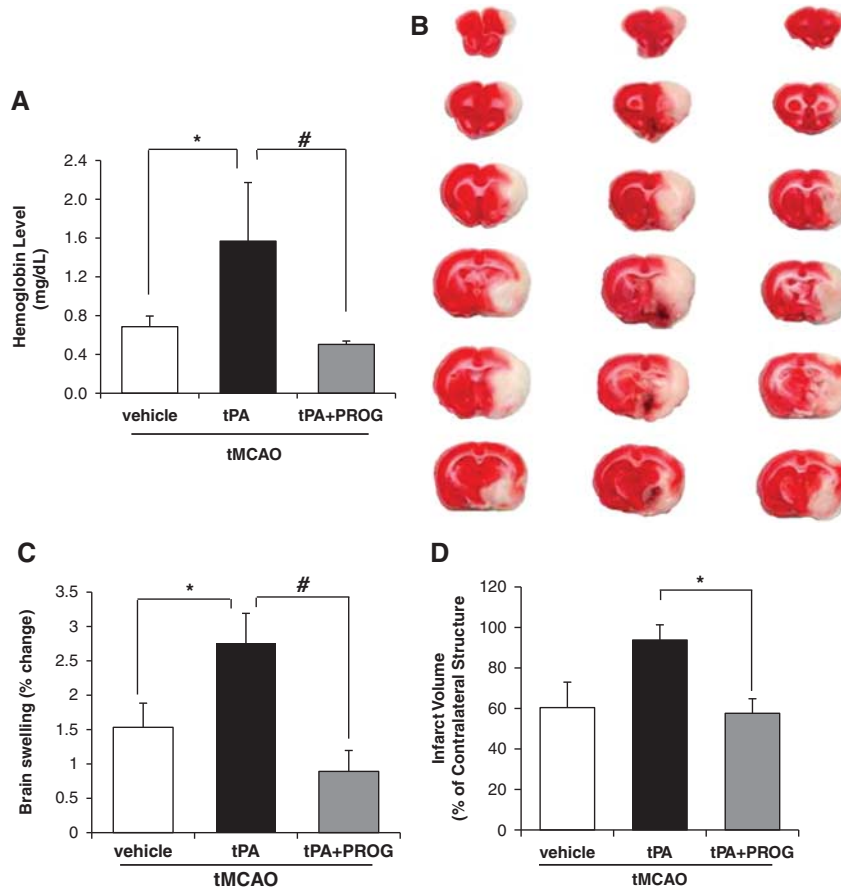 A
Hemoglobin Level
(mg/dL)
* #
2.4
2.0
1.6
1.2
0.8
0.4
0.0
vehicle tPA tPA+PROG
tMCAO
B
C
Brain swelling (% change)
* #
3.5
3
2.5
2
1.5
1
0.5
0
vehicle tPA tPA+PROG
tMCAO
D
Infarct Volume
(% of Contralateral Structure)
*
120
100
80
60
40
20
0
vehicle tPA tPA+PROG
tMCAO